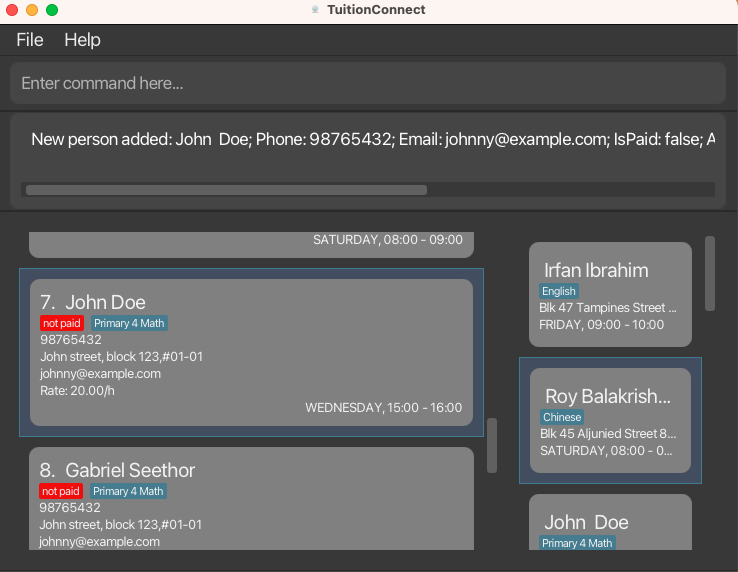 TuitionConnect
File Help
Enter command here...
New person added: John  Doe; Phone: 98765432; Email: johnny@example.com; IsPaid: false; A
SATURDAY, 08:00 - 09:00
7. John Doe
not paid Primary 4 Math
98765432
John street, block 123,#01-01
johnny@example.com
Rate: 20.00/h
WEDNESDAY, 15:00 - 16:00
8. Gabriel Seethor
not paid Primary 4 Math
98765432
John street, block 123,#01-01
johnny@example.com
Irfan Ibrahim
English
Blk 47 Tampines Street ...
FRIDAY, 09:00 - 10:00
Roy Balakrish...
Chinese
Blk 45 Aljunied Street 8...
SATURDAY, 08:00 - 0...
John  Doe
Primary 4 Math